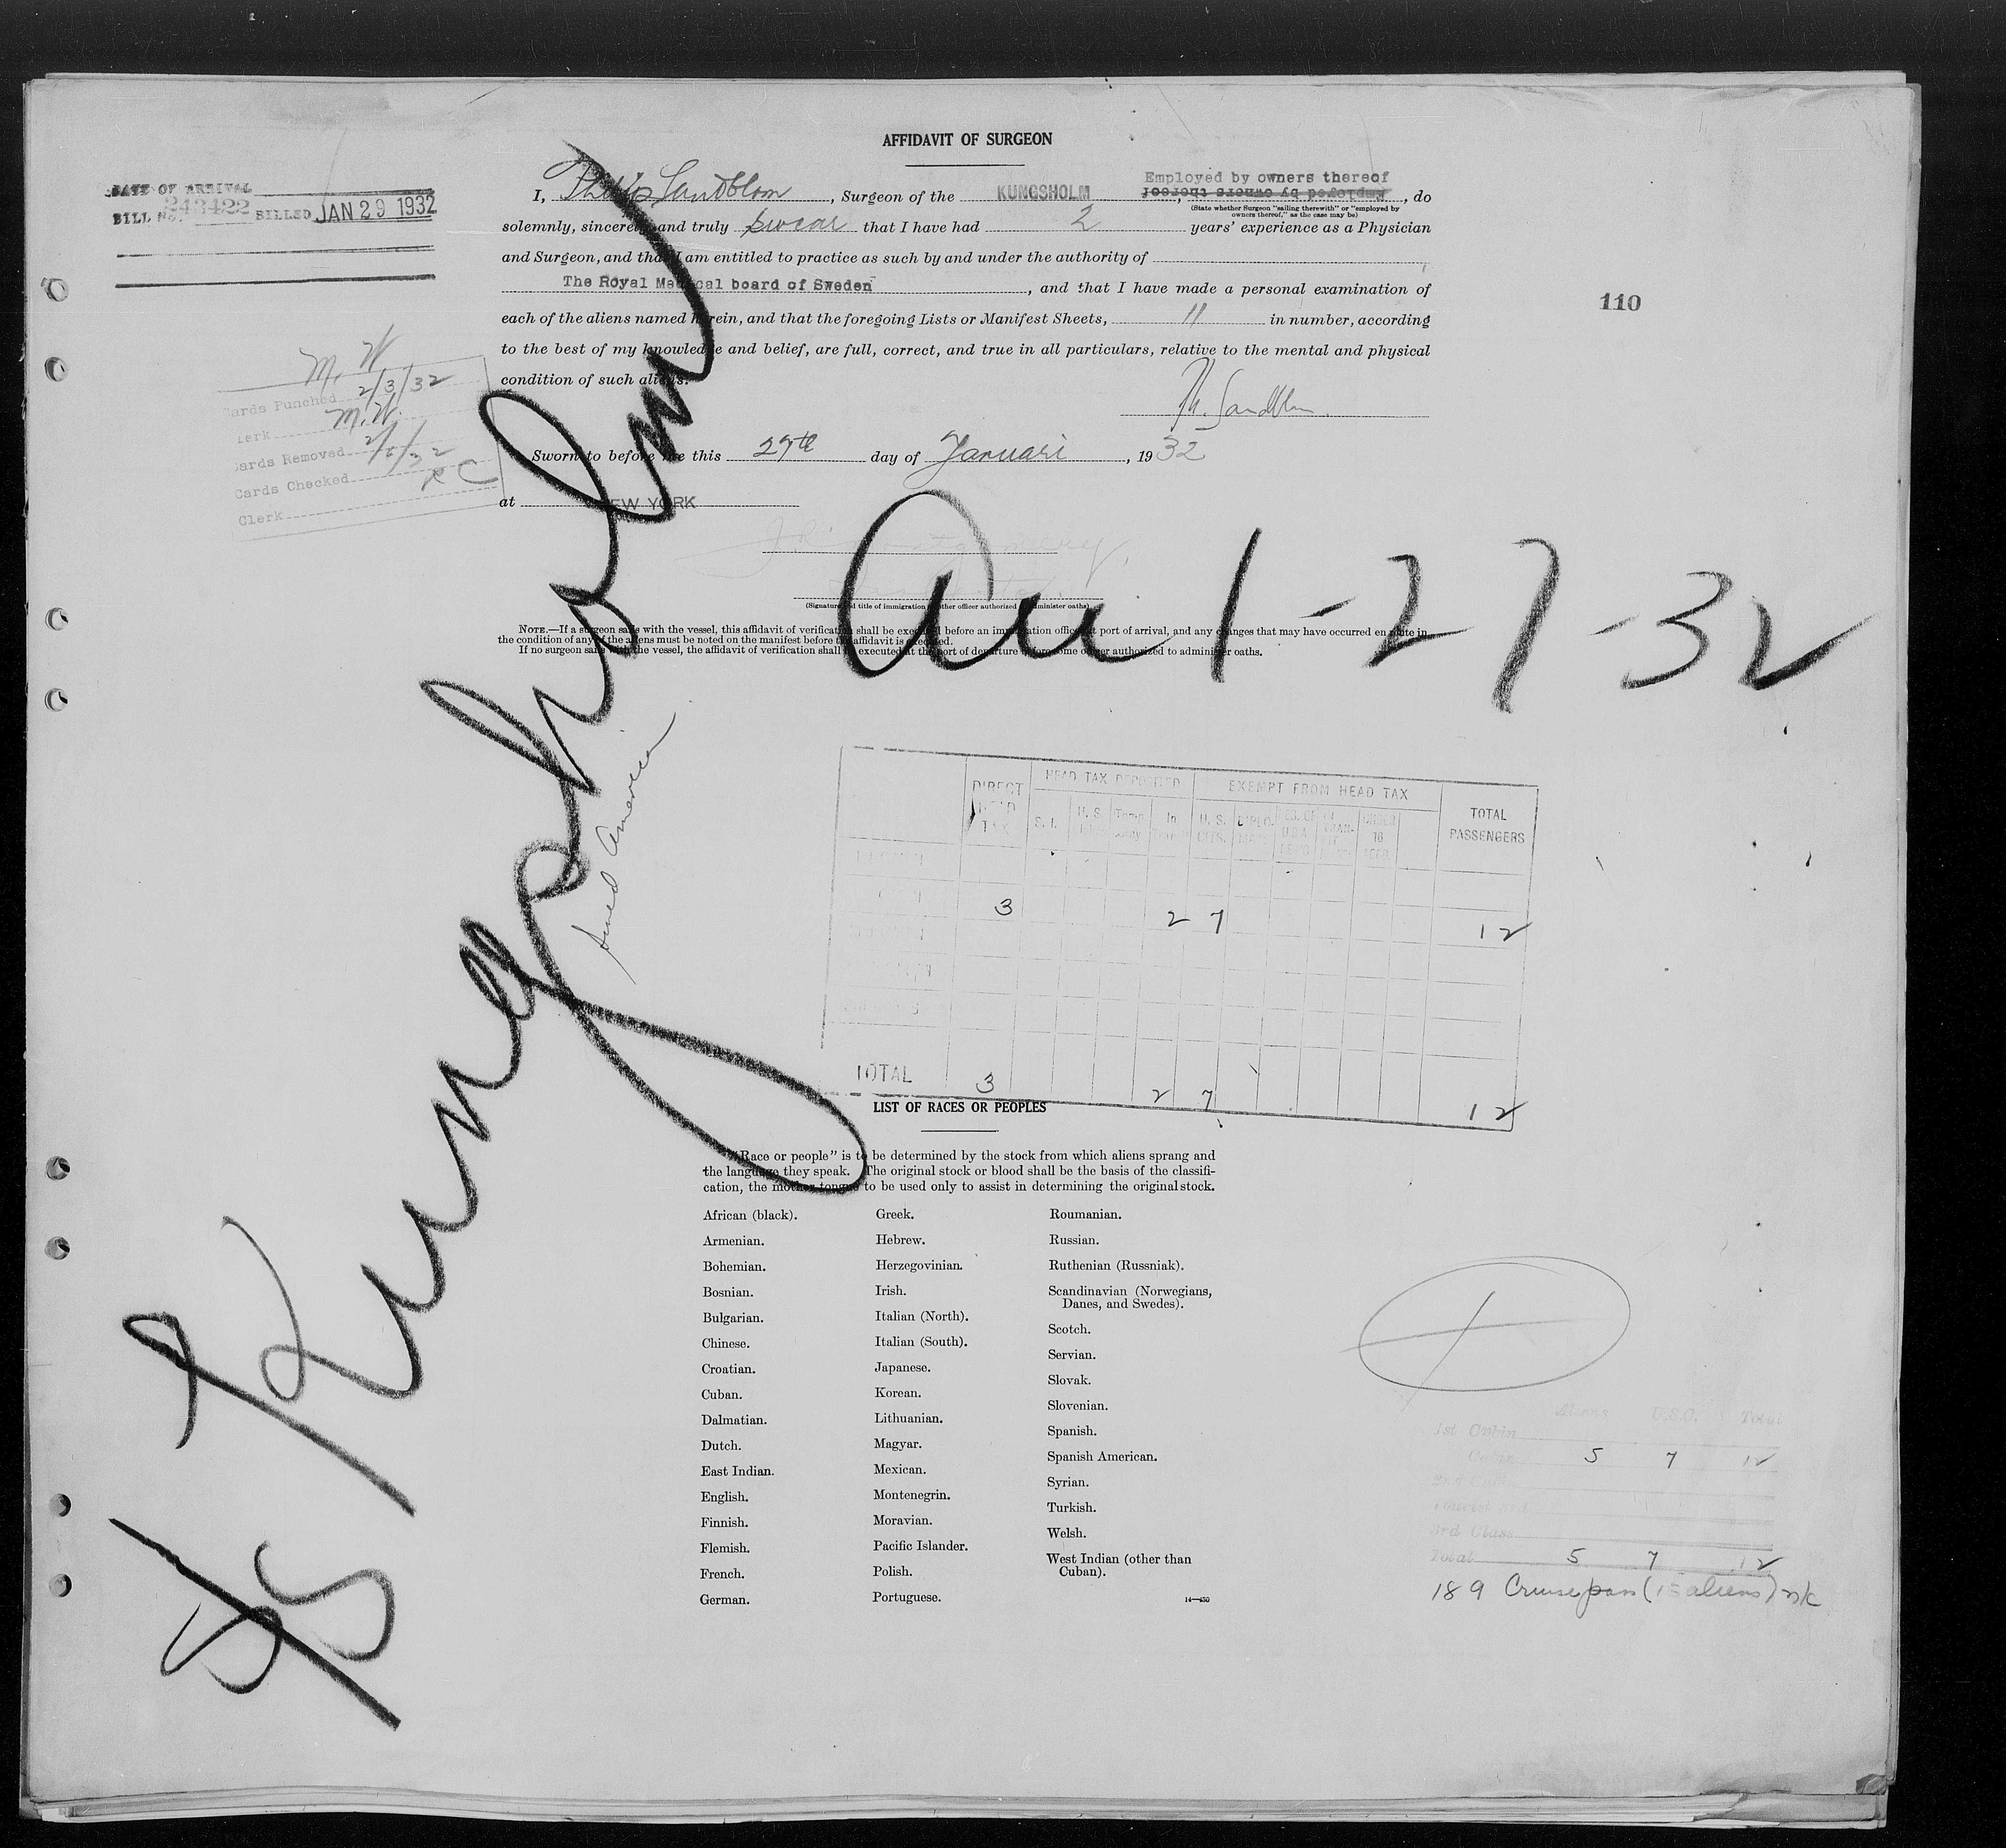 AFFIDAVIT OF SURGEON
DATE OF ARRIVAL
BILL No. 243422 BILLED JAN 29 1932
Employed by owners thereof
I, Sandblom, Surgeon of the KUNGSHOLM, Employed by owners thereof, do
(State whether Surgeon "sailing therewith" or "employed by
owners thereof," as the case may be)
solemnly, sincerely and truly swear that I have had 2 years' experience as a Physician
and Surgeon, and that I am entitled to practice as such by and under the authority of
The Royal Medical board of Sweden, and that I have made a personal examination of
each of the aliens named herein, and that the foregoing Lists or Manifest Sheets, 11 in number, according
to the best of my knowledge and belief, are full, correct, and true in all particulars, relative to the mental and physical
condition of such aliens.
110
Sandblom
Sworn to before me this 27th day of Januari, 1932
at NEW YORK
M. W.
Cards Punched 2/3/32
Clerk M. W.
Cards Removed
Cards Checked RC
Clerk
(Signature and title of immigration or other officer authorized to administer oaths)
NOTE.—If a surgeon sails with the vessel, this affidavit of verification shall be executed before an immigration officer at port of arrival, and any changes that may have occurred en route in
the condition of any of the aliens must be noted on the manifest before the affidavit is executed.
If no surgeon sails with the vessel, the affidavit of verification shall be executed at the port of departure before some officer authorized to administer oaths.
SS Kungsholm
Swed America
Arr 1-27-32
DIRECT HEAD TAX
HEAD TAX DEPOSITED
EXEMPT FROM HEAD TAX
TOTAL PASSENGERS
S. I. U. S. In U. S. CITS. DIPLO. UNDER 16
3 2 7 12
TOTAL 3 2 7 12
LIST OF RACES OR PEOPLES
"Race or people" is to be determined by the stock from which aliens sprang and
the language they speak. The original stock or blood shall be the basis of the classifi-
cation, the mother tongue to be used only to assist in determining the original stock.
African (black).
Armenian.
Bohemian.
Bosnian.
Bulgarian.
Chinese.
Croatian.
Cuban.
Dalmatian.
Dutch.
East Indian.
English.
Finnish.
Flemish.
French.
German.
Greek.
Hebrew.
Herzegovinian.
Irish.
Italian (North).
Italian (South).
Japanese.
Korean.
Lithuanian.
Magyar.
Mexican.
Montenegrin.
Moravian.
Pacific Islander.
Polish.
Portuguese.
Roumanian.
Russian.
Ruthenian (Russniak).
Scandinavian (Norwegians,
Danes, and Swedes).
Scotch.
Servian.
Slovak.
Slovenian.
Spanish.
Spanish American.
Syrian.
Turkish.
Welsh.
West Indian (other than
Cuban).
14—430
Aliens U.S.C. Total
1st Cabin
Cabin 5 7 12
3rd Class
Total 5 7 12
189 Cruise pass (15 aliens)